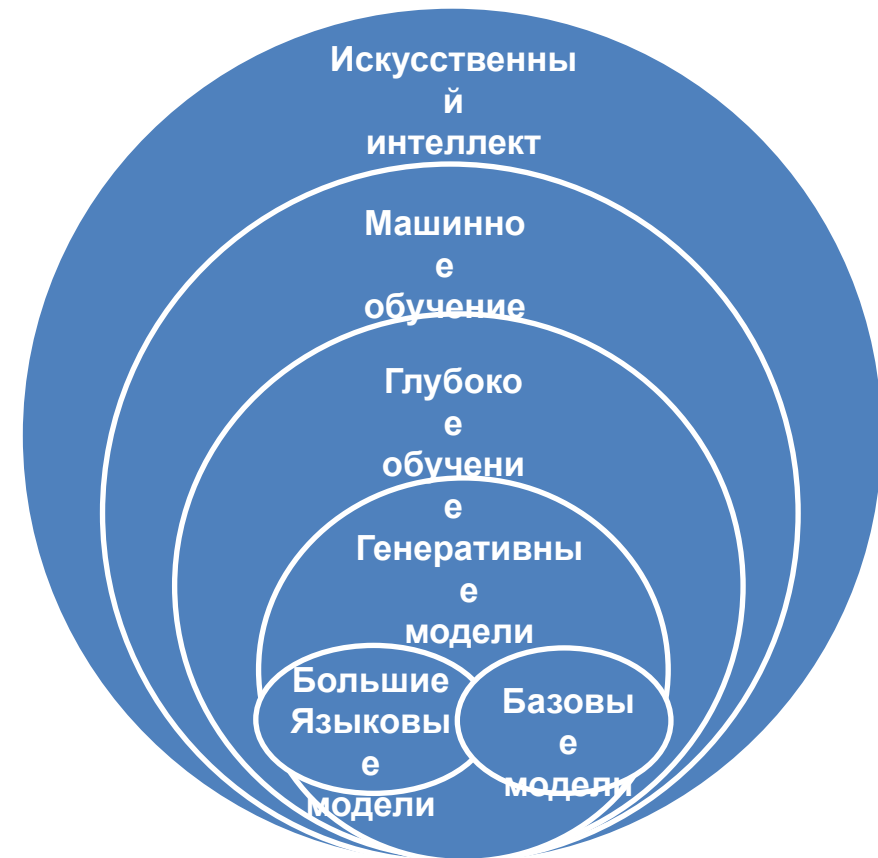 Искусственны
й
интеллект
Машинно
е
обучение
Глубоко
е
обучени
е
Генеративны
е
модели
Большие
Языковы
е
модели
Базовы
е
модели